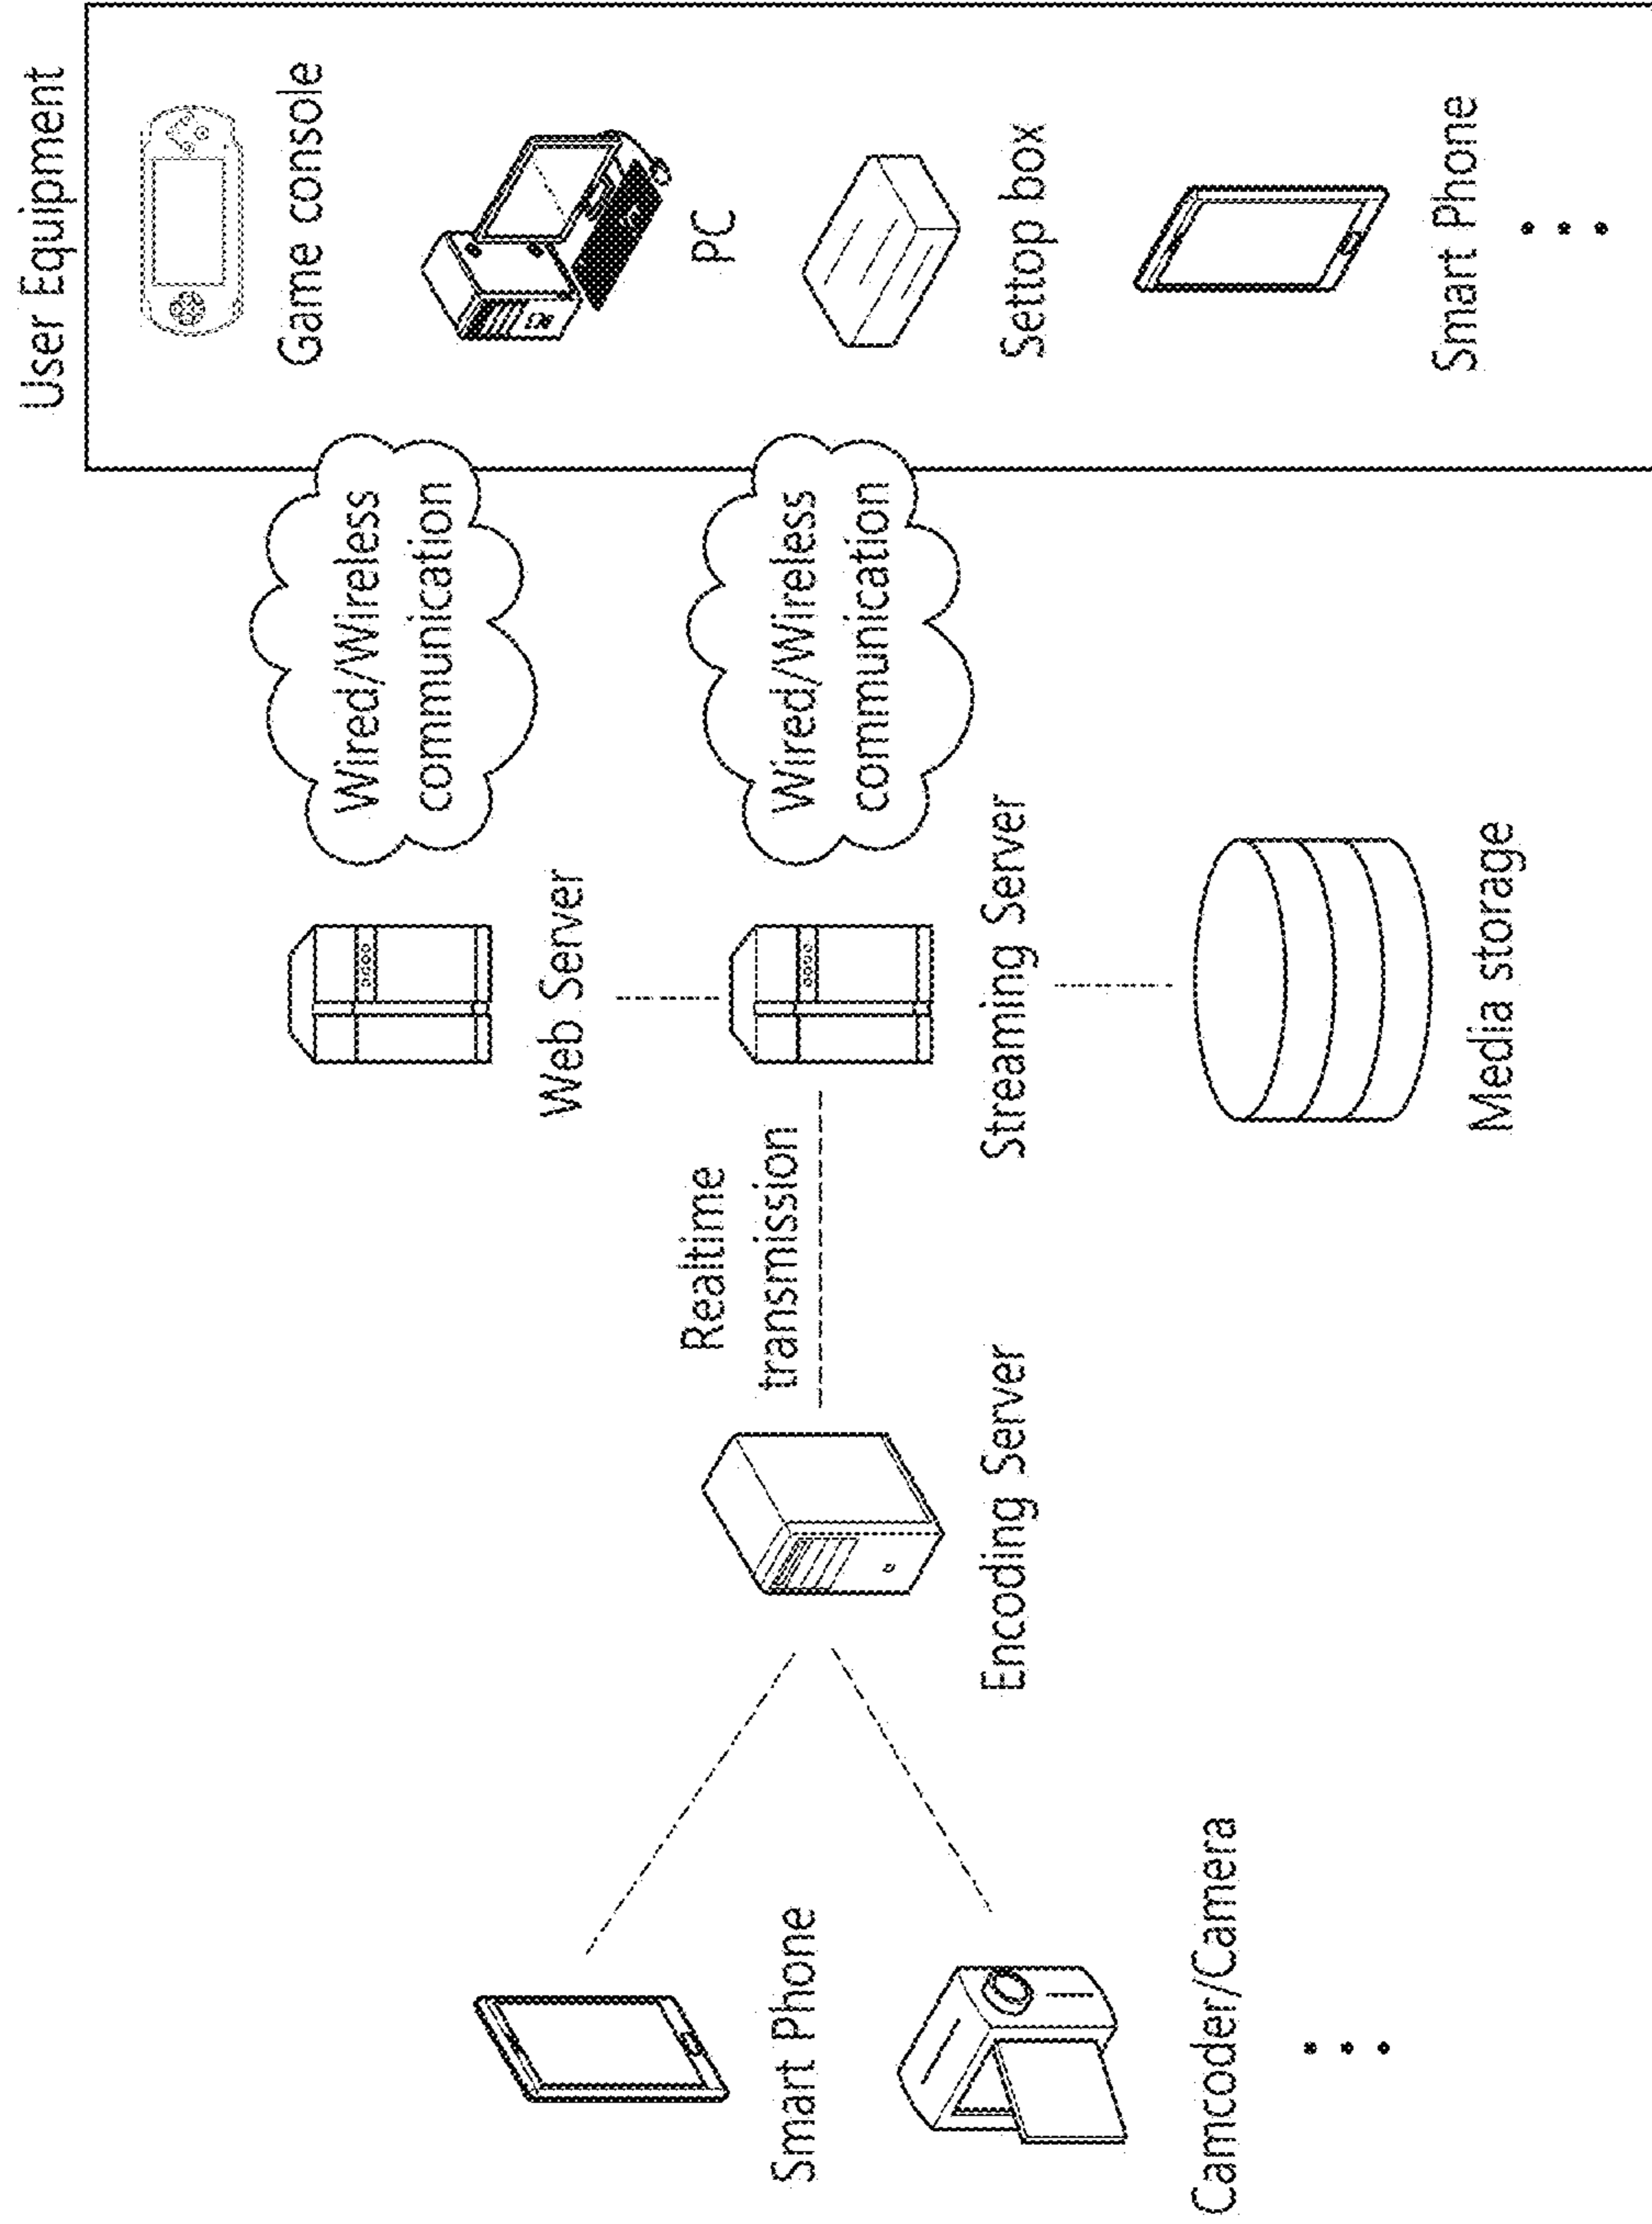 User Equipment
Game console
PC
Settop box
Smart Phone
Wired/Wireless
communication
Wired/Wireless
communication
Web Server
Streaming Server
Media storage
Realtime
transmission
Encoding Server
Smart Phone
Camcoder/Camera